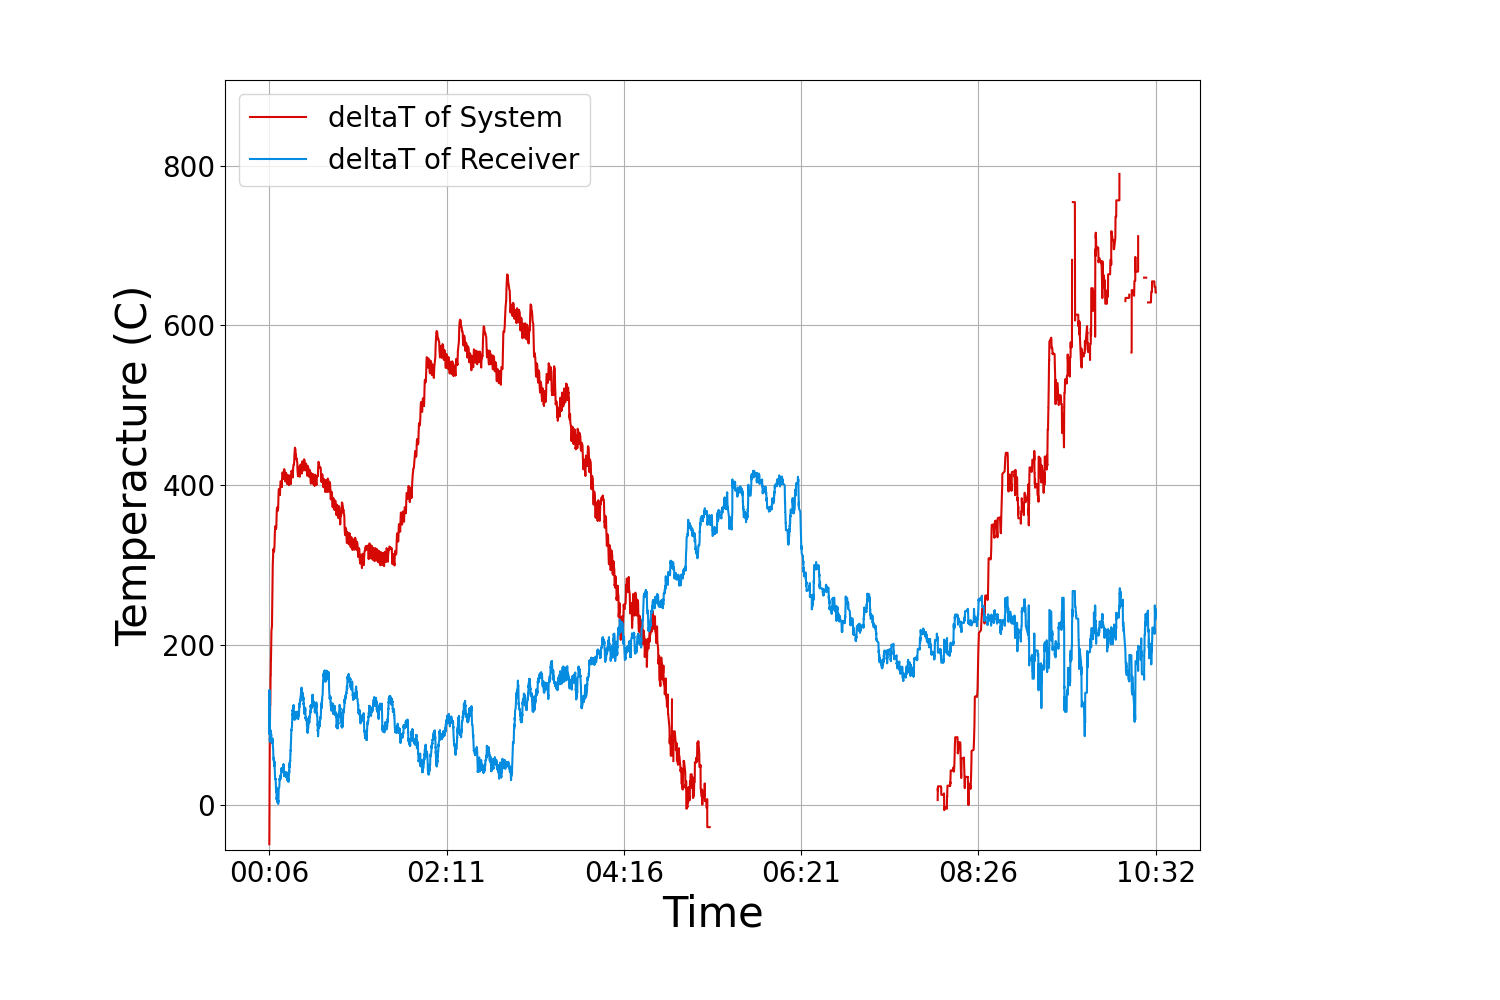 deltaT of System
deltaT of Receiver
800
600
400
200
0
Temperacture (C)
00:06 02:11 04:16 06:21 08:26 10:32
Time